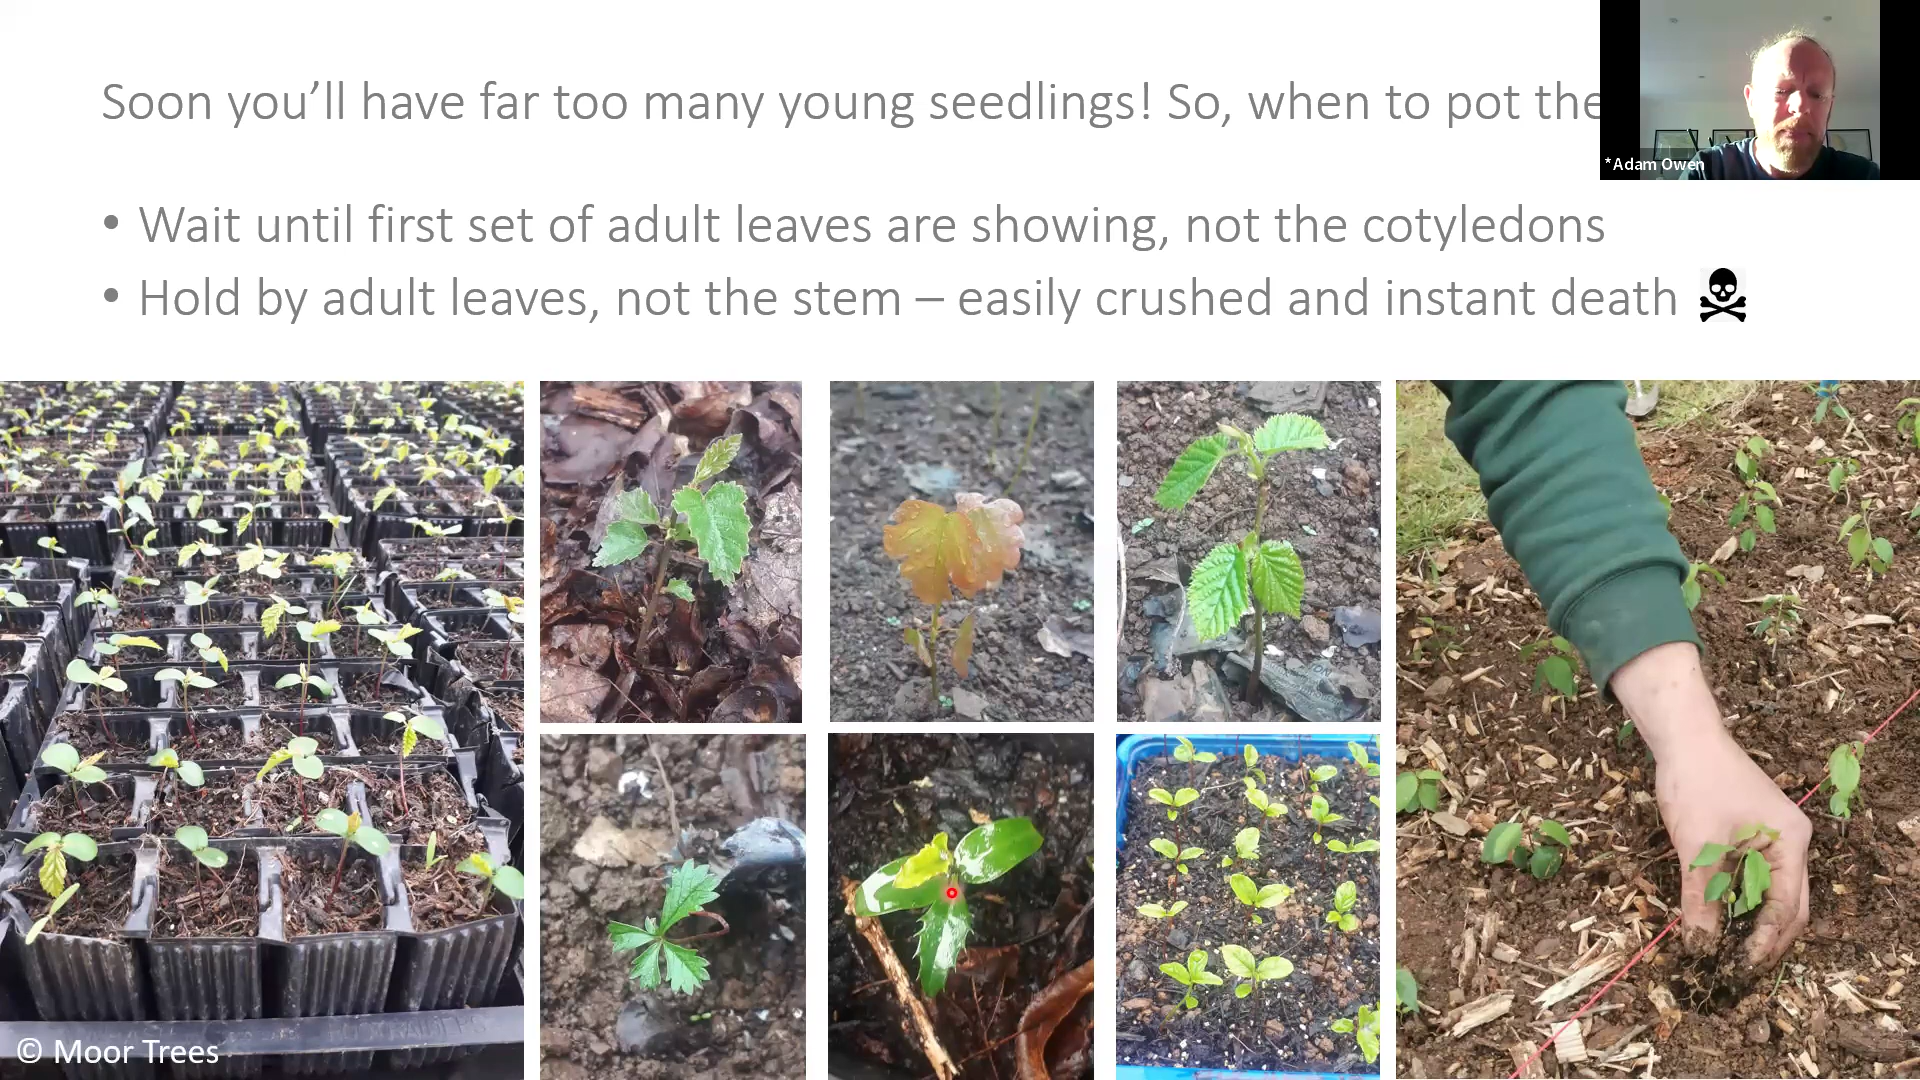 Soon you’ll have far too many young seedlings! So, when to pot the
*Adam Owen
• Wait until first set of adult leaves are showing, not the cotyledons
• Hold by adult leaves, not the stem – easily crushed and instant death
© Moor Trees